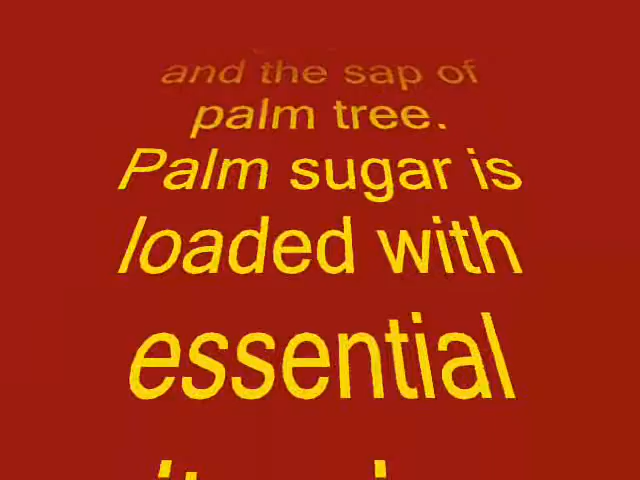 and the sap of
palm tree.
Palm sugar is
loaded with
essential